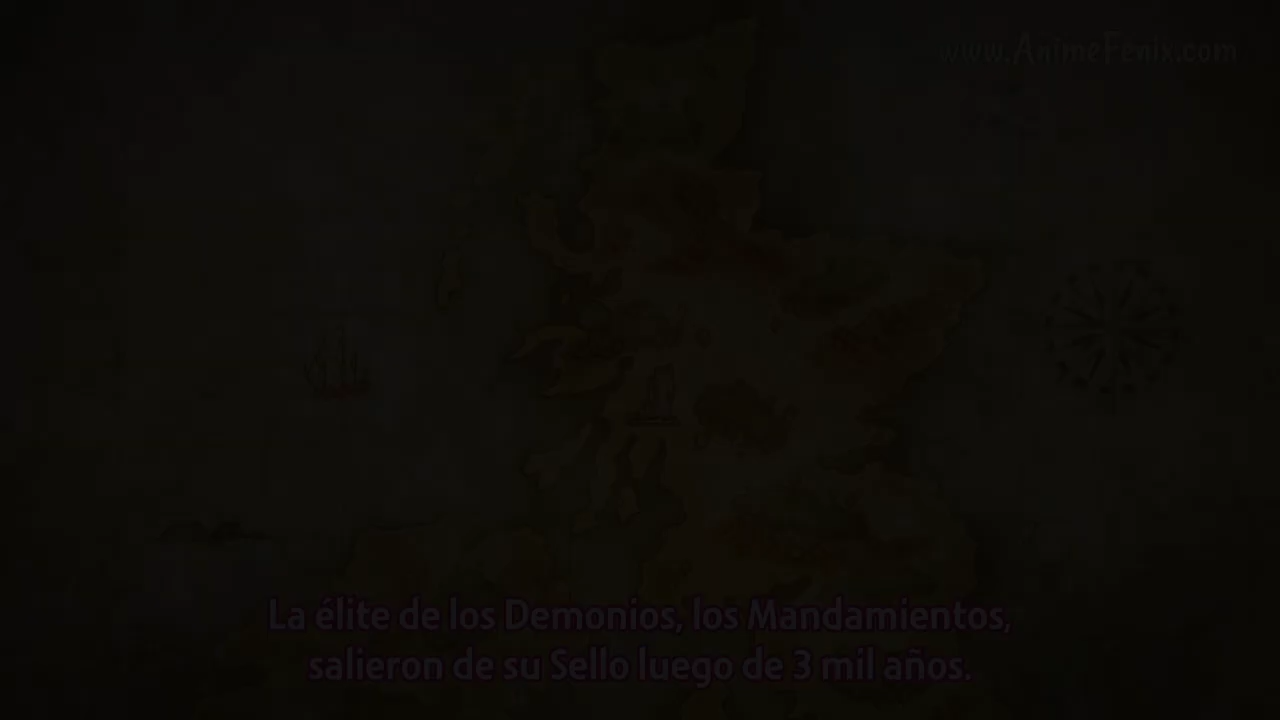 www.AnimeFenix.com
La élite de los Demonios, los Mandamientos,
salieron de su Sello luego de 3 mil años.